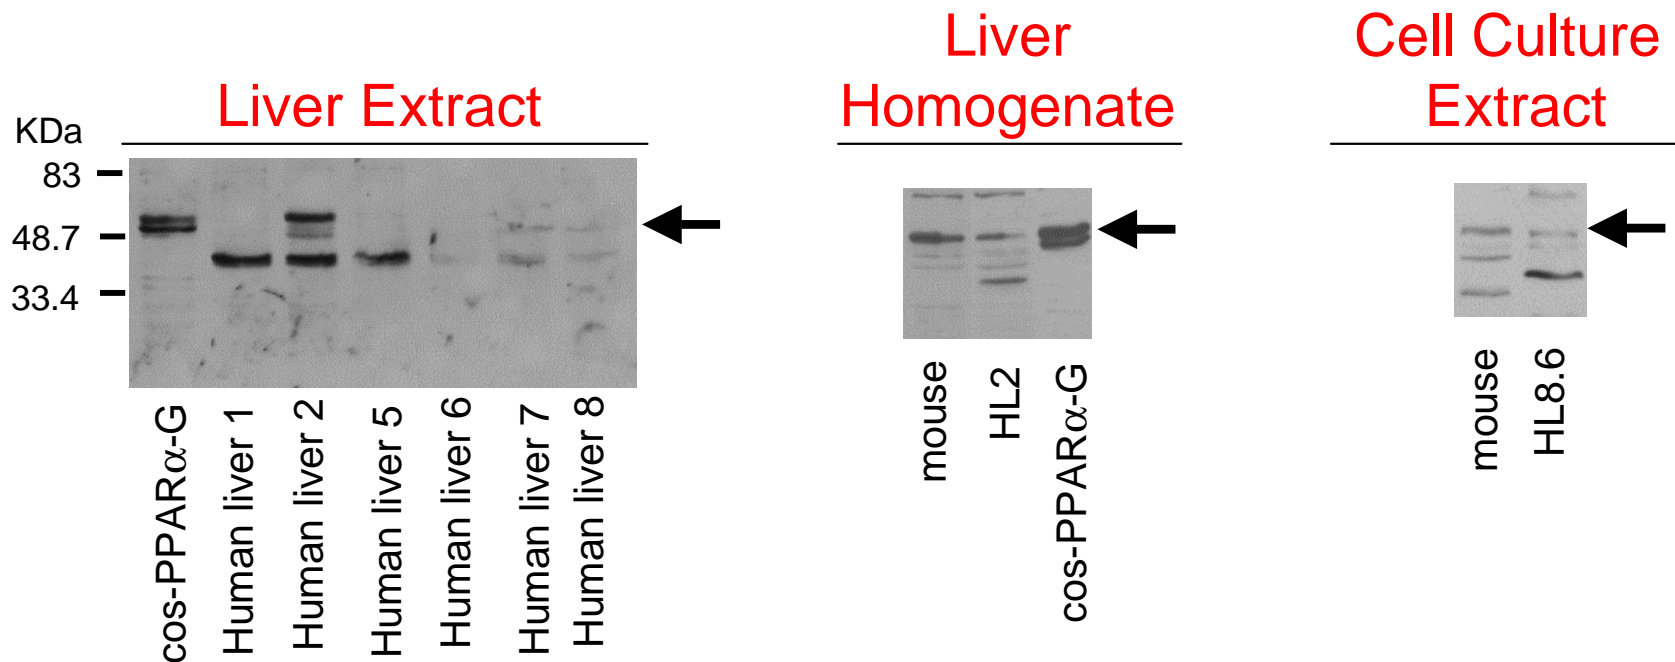 Liver Extract
Liver
Homogenate
Cell Culture
Extract
KDa
83
48.7
33.4
cos-PPARα-G
Human liver 1
Human liver 2
Human liver 5
Human liver 6
Human liver 7
Human liver 8
mouse
HL2
cos-PPARα-G
mouse
HL8.6